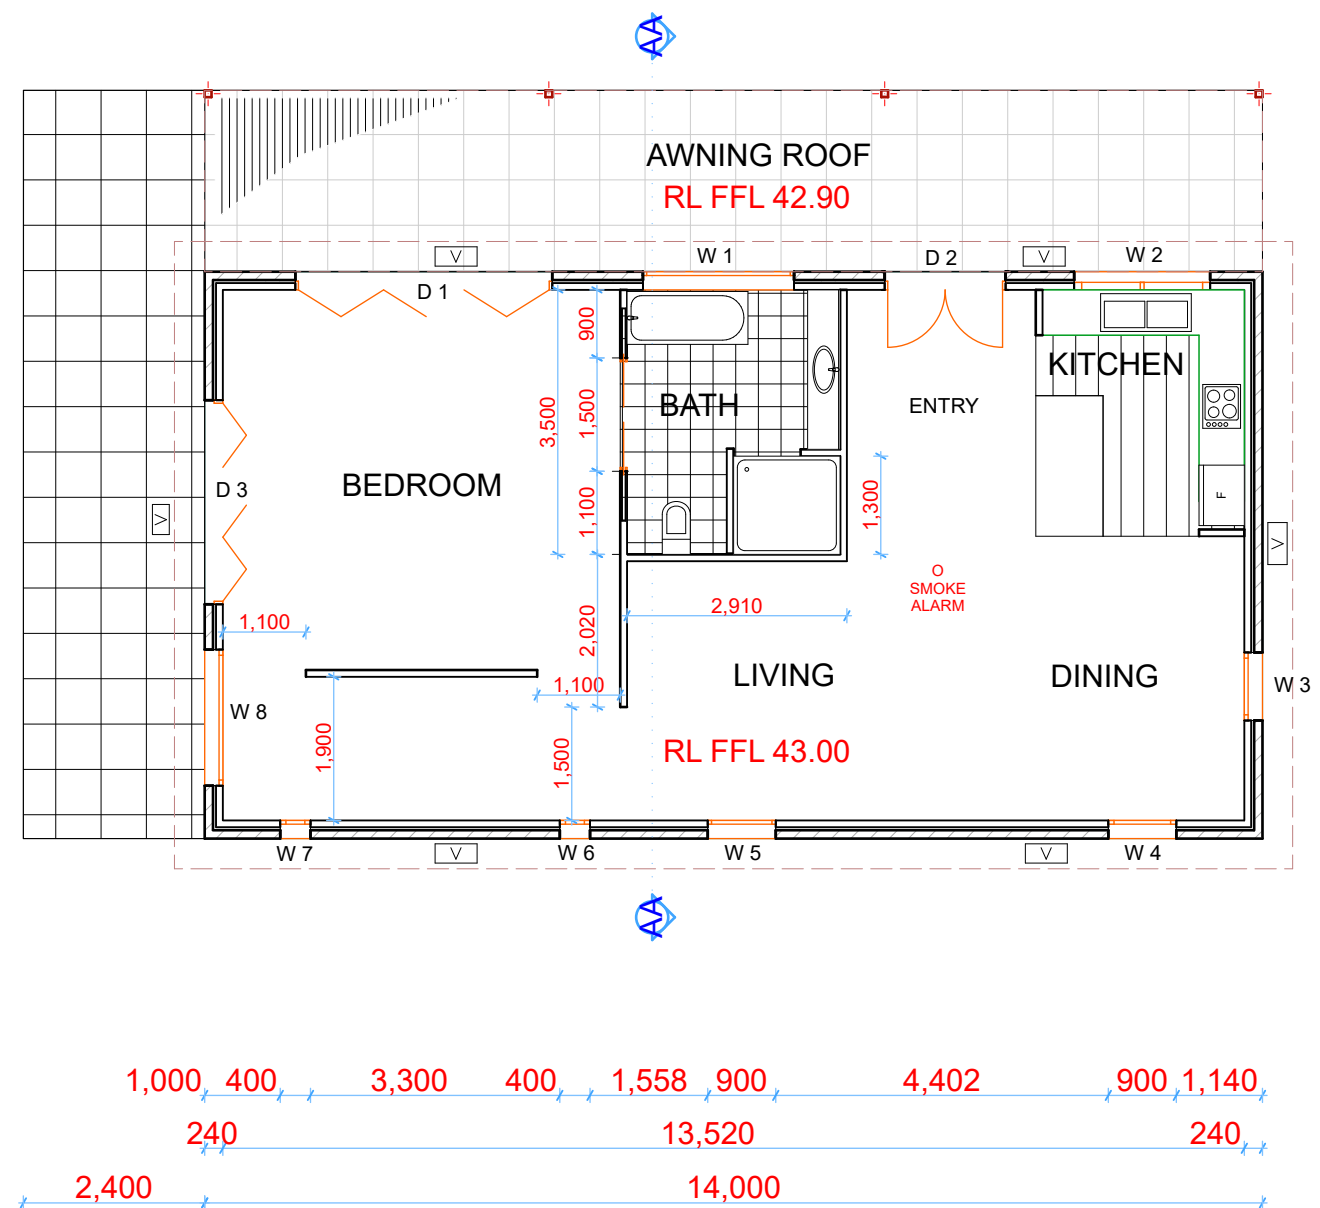 AA
AWNING ROOF
RL FFL 42.90
V
W 1
D 2
V
W 2
D 1
900
KITCHEN
BATH
ENTRY
3,500
1,500
BEDROOM
D 3
F
1,100
1,300
V
V
O
SMOKE
ALARM
1,100
2,910
2,020
LIVING
DINING
1,100
W 3
W 8
1,900
1,500
RL FFL 43.00
W 7
V
W 6
W 5
V
W 4
AA
1,000 400 3,300 400 1,558 900 4,402 900 1,140
240 13,520 240
2,400 14,000